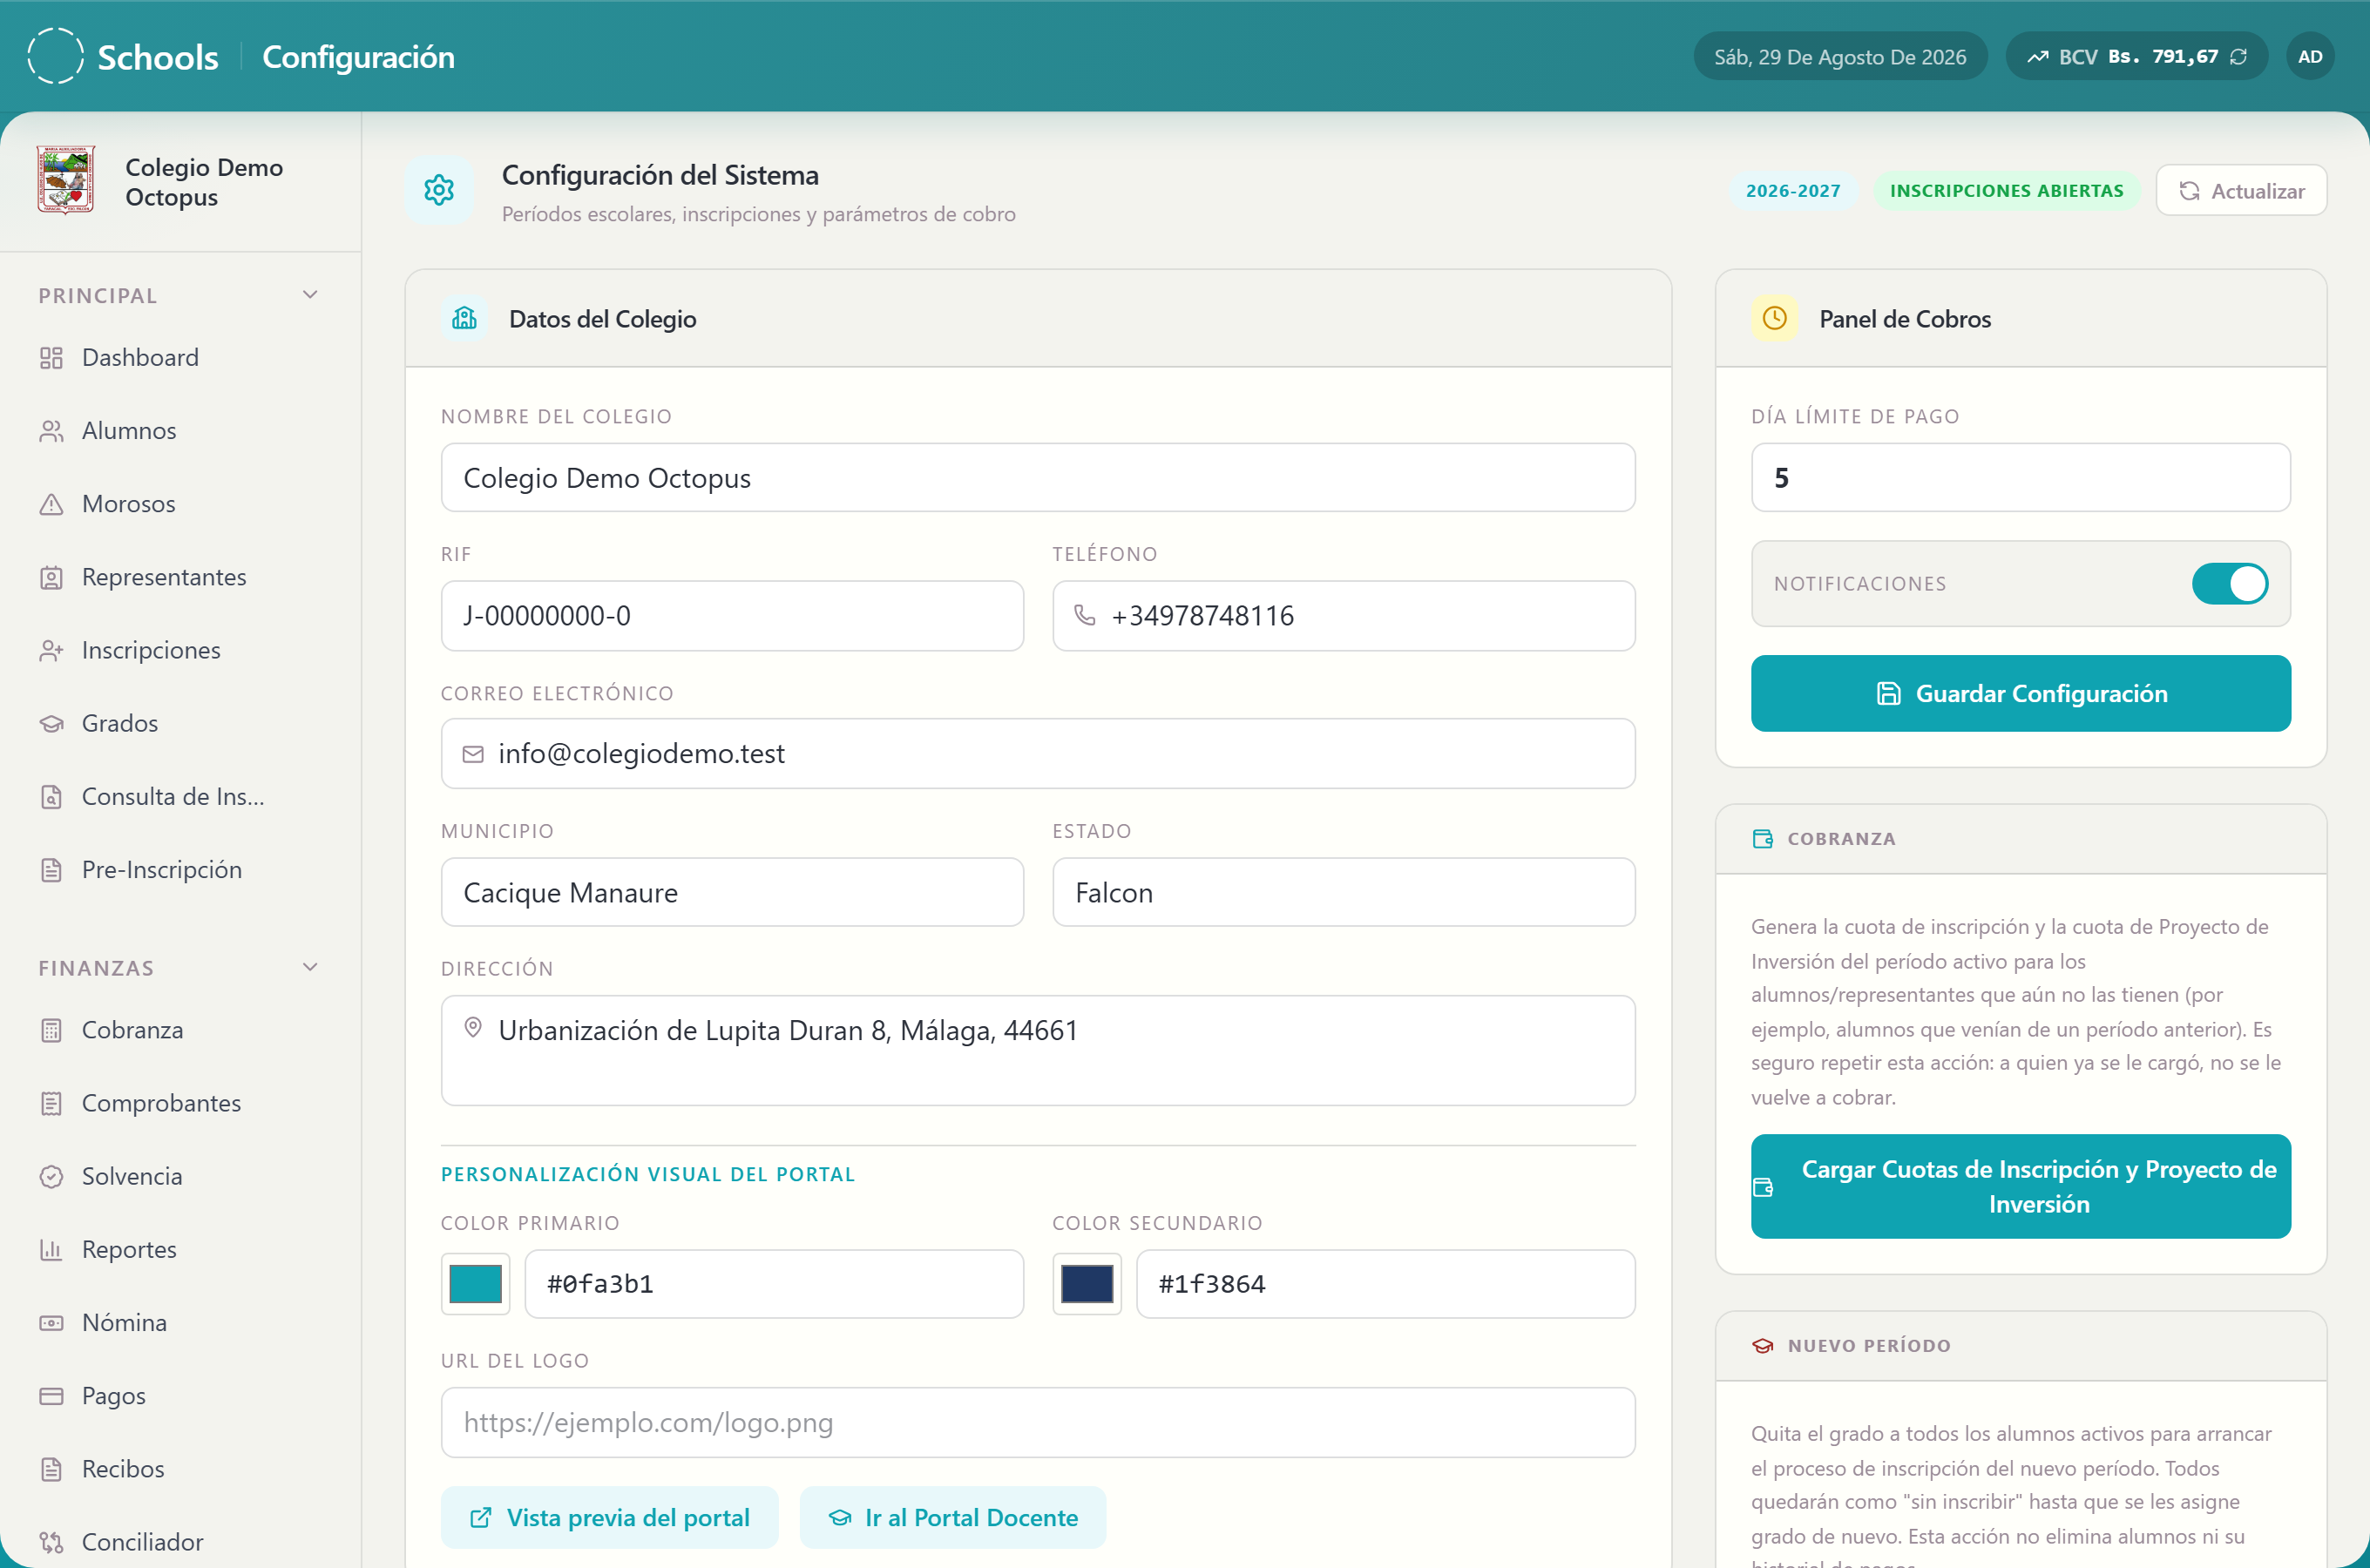 Schools
Configuración
Sáb, 29 De Agosto De 2026
BCV Bs. 791,67
AD
Colegio Demo
Octopus
PRINCIPAL
Dashboard
Alumnos
Morosos
Representantes
Inscripciones
Grados
Consulta de Ins...
Pre-Inscripción
FINANZAS
Cobranza
Comprobantes
Solvencia
Reportes
Nómina
Pagos
Recibos
Conciliador
Configuración del Sistema
Períodos escolares, inscripciones y parámetros de cobro
2026-2027
INSCRIPCIONES ABIERTAS
Actualizar
Datos del Colegio
NOMBRE DEL COLEGIO
Colegio Demo Octopus
RIF
J-00000000-0
TELÉFONO
+34978748116
CORREO ELECTRÓNICO
info@colegiodemo.test
MUNICIPIO
Cacique Manaure
ESTADO
Falcon
DIRECCIÓN
Urbanización de Lupita Duran 8, Málaga, 44661
PERSONALIZACIÓN VISUAL DEL PORTAL
COLOR PRIMARIO
#0fa3b1
COLOR SECUNDARIO
#1f3864
URL DEL LOGO
https://ejemplo.com/logo.png
Vista previa del portal
Ir al Portal Docente
Panel de Cobros
DÍA LÍMITE DE PAGO
5
NOTIFICACIONES
Guardar Configuración
COBRANZA
Genera la cuota de inscripción y la cuota de Proyecto de
Inversión del período activo para los
alumnos/representantes que aún no las tienen (por
ejemplo, alumnos que venían de un período anterior). Es
seguro repetir esta acción: a quien ya se le cargó, no se le
vuelve a cobrar.
Cargar Cuotas de Inscripción y Proyecto de
Inversión
NUEVO PERÍODO
Quita el grado a todos los alumnos activos para arrancar
el proceso de inscripción del nuevo período. Todos
quedarán como "sin inscribir" hasta que se les asigne
grado de nuevo. Esta acción no elimina alumnos ni su